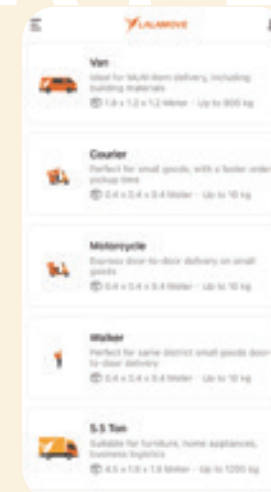 LALAMOVE
Van
Ideal for Multi-item delivery, including
building materials
1.8 x 1.2 x 1.2 Meter - Up to 800 kg
Courier
Perfect for small goods, with a faster order
pickup time
0.4 x 0.4 x 0.4 Meter - Up to 10 kg
Motorcycle
Express door-to-door delivery on small
goods
0.4 x 0.4 x 0.4 Meter - Up to 10 kg
Walker
Perfect for same district small goods door-
to-door delivery
0.4 x 0.4 x 0.4 Meter - Up to 10 kg
5.5 Ton
Suitable for furniture, home appliances,
business logistics
4.5 x 1.8 x 1.8 Meter - Up to 1200 kg